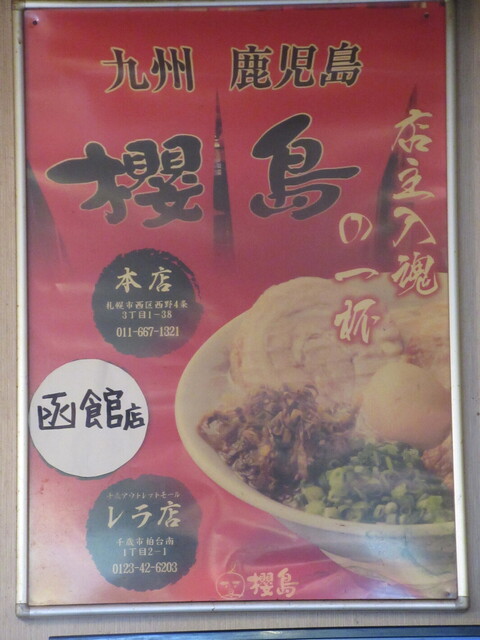 九州 鹿児島
櫻島
店主入魂
の一杯
本店
札幌市西区西野4条
3丁目1-38
011-667-1321
函館店
千歳アウトレットモール
レラ店
千歳市柏台南
1丁目2-1
0123-42-6203
櫻島